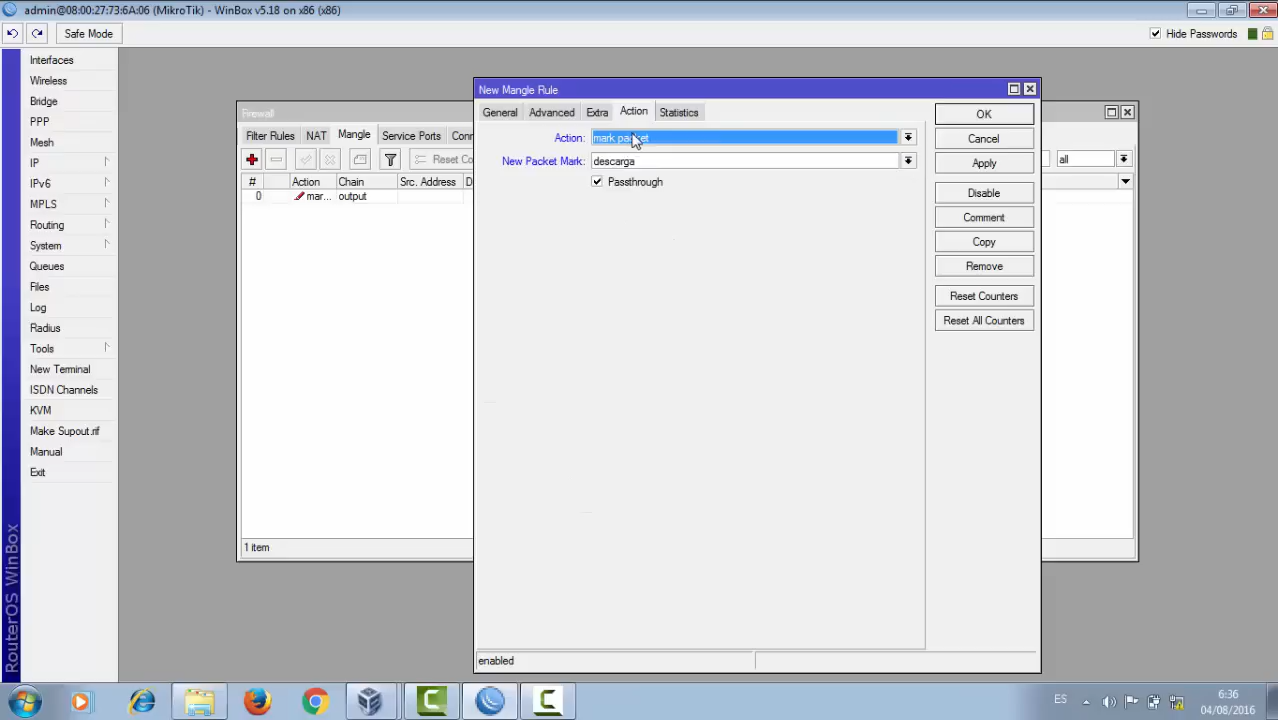 admin@08:00:27:73:6A:06 (MikroTik) - WinBox v5.18 on x86 (x86)
Safe Mode
Hide Passwords
Interfaces
Wireless
Bridge
PPP
Mesh
IP
IPv6
MPLS
Routing
System
Queues
Files
Log
Radius
Tools
New Terminal
ISDN Channels
KVM
Make Supout.rif
Manual
Exit
RouterOS WinBox
Firewall
Filter Rules NAT Mangle Service Ports Conn
Reset Co
all
# Action Chain Src. Address D
0 mar... output
1 item
New Mangle Rule
General Advanced Extra Action Statistics
Action: mark packet
New Packet Mark: descarga
Passthrough
OK
Cancel
Apply
Disable
Comment
Copy
Remove
Reset Counters
Reset All Counters
enabled
ES
6:36
04/08/2016